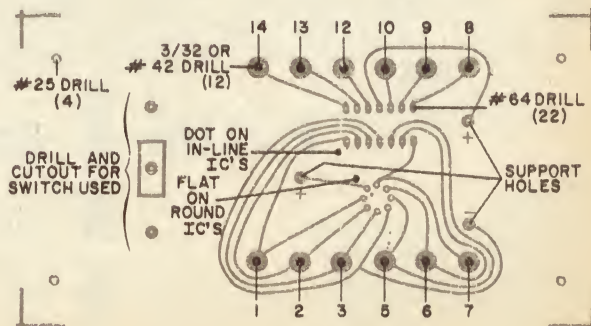 14 13 12 10 9 8
3/32 OR
# 42 DRILL
(12)
#25 DRILL
(4)
#64 DRILL
(22)
DOT ON
IN-LINE
IC'S
DRILL AND
CUTOUT FOR
SWITCH USED
FLAT
ON
ROUND
IC'S
SUPPORT
HOLES
+
+
−
1 2 3 5 6 7